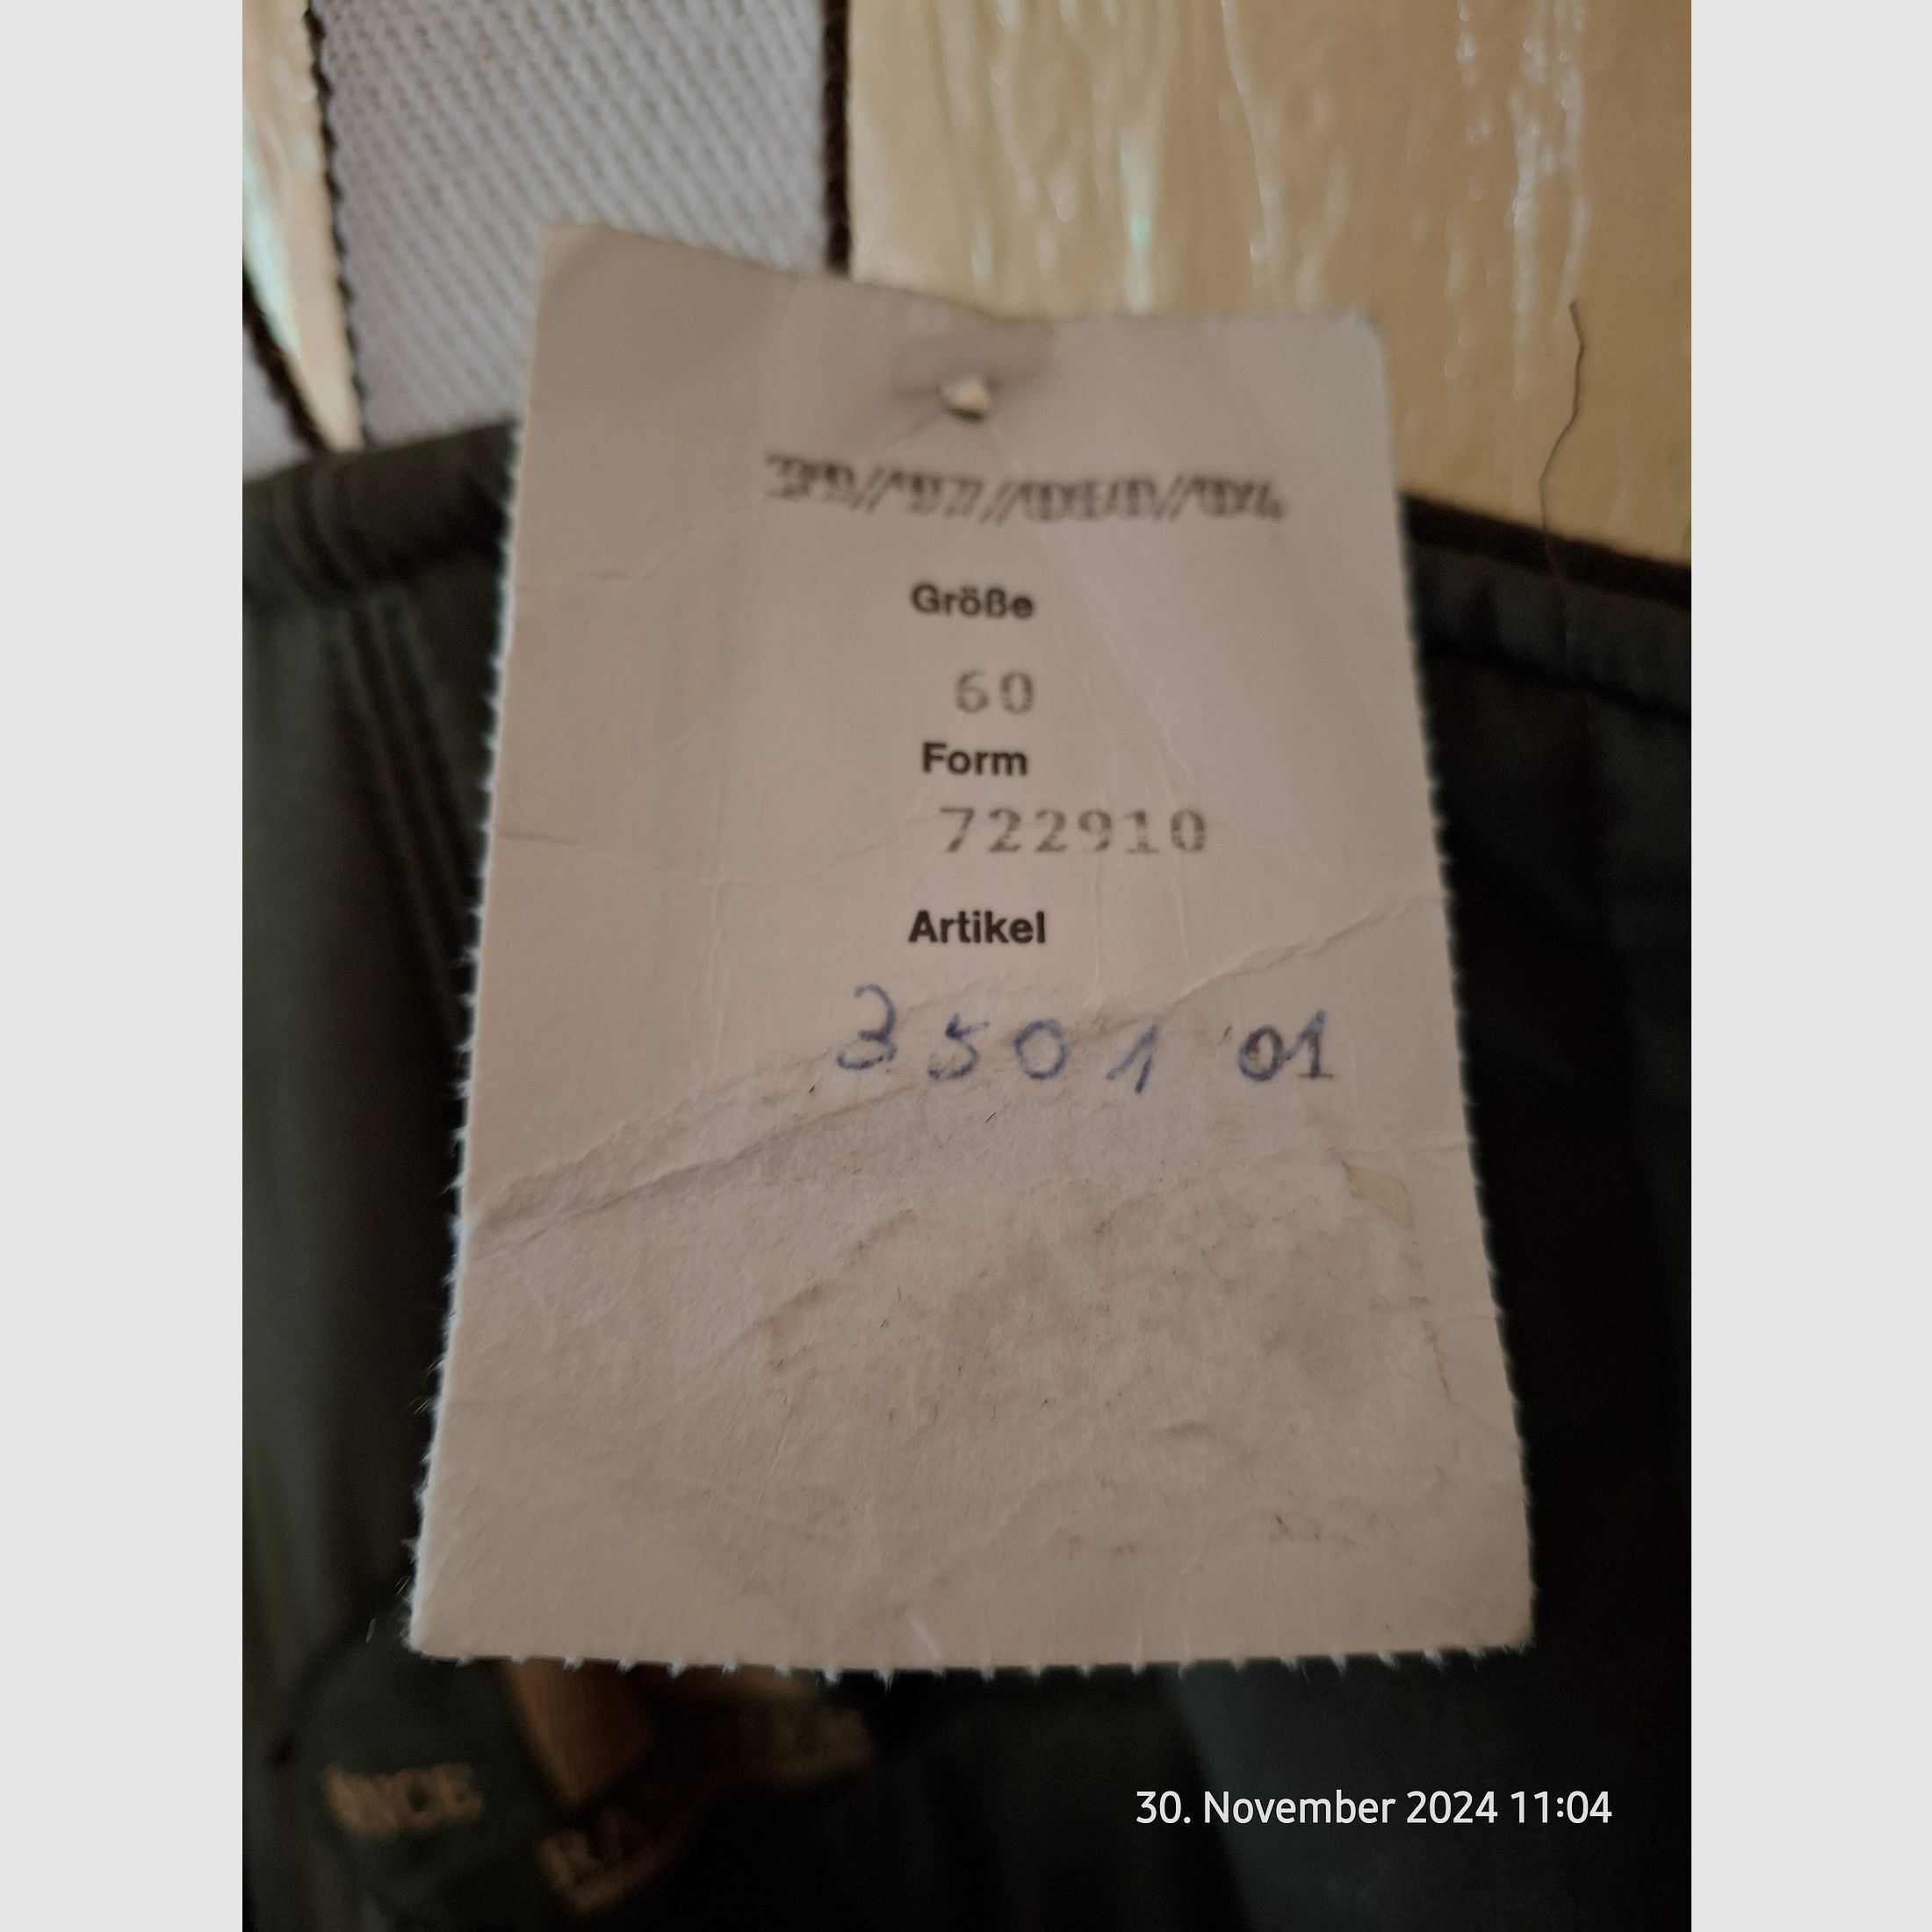 Größe
60
Form
722910
Artikel
3501 01
30. November 2024 11:04